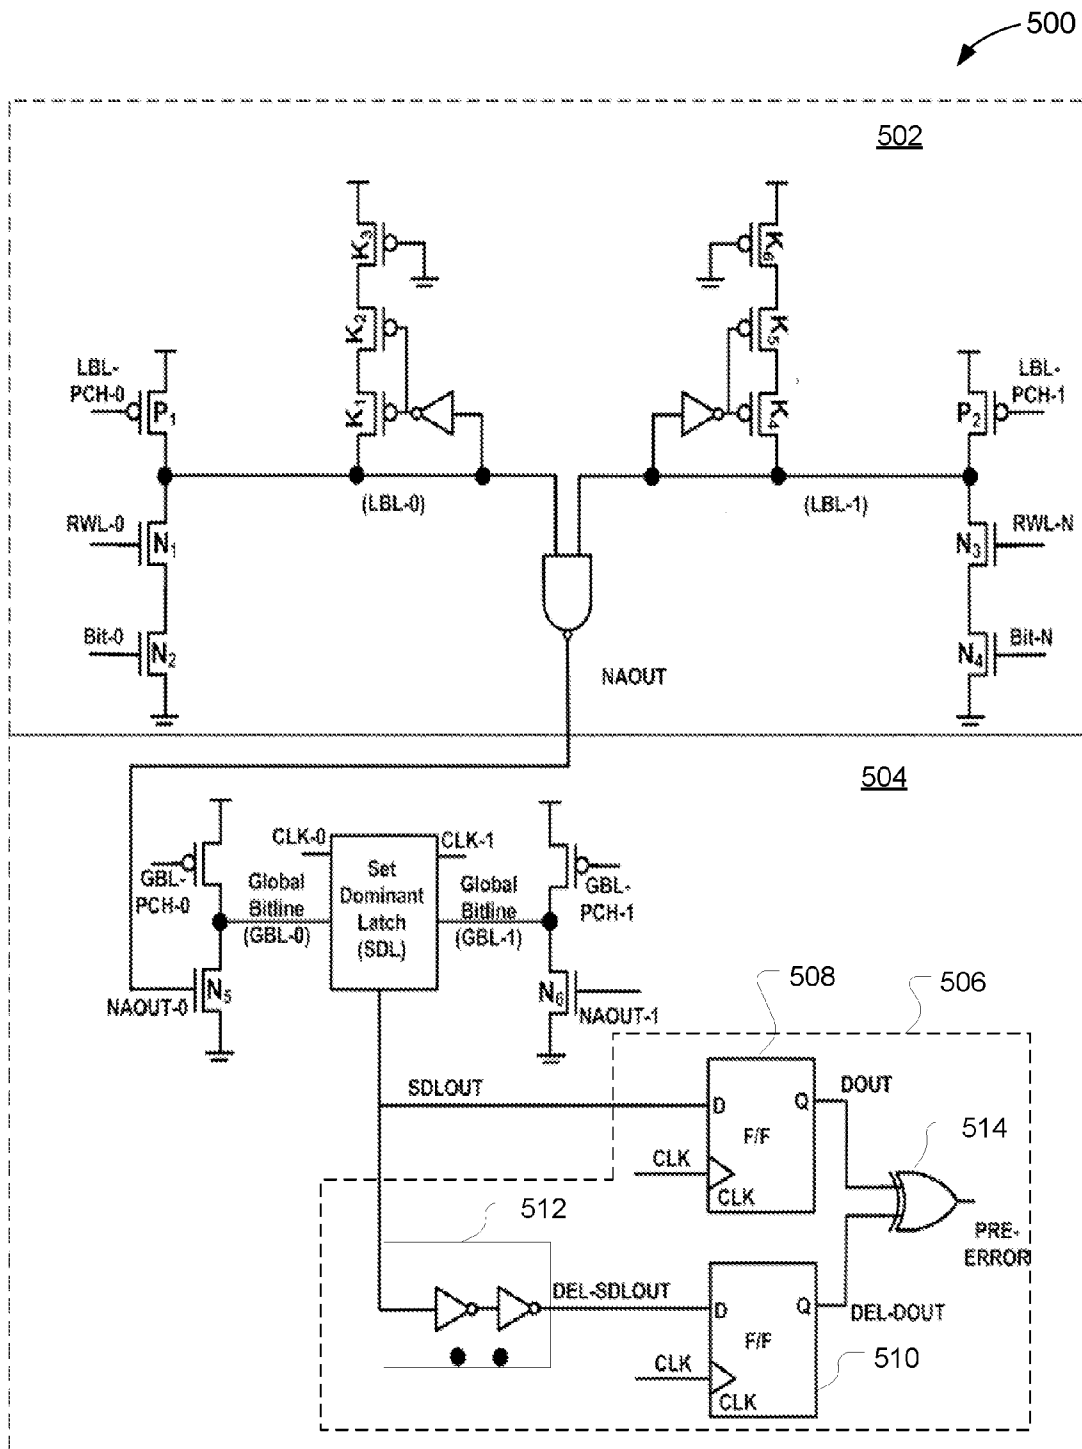 500
502
K3
K6
K2
K5
LBL-
PCH-0
P1
K1
K4
P2
LBL-
PCH-1
(LBL-0)
(LBL-1)
RWL-0
N1
N3
RWL-N
Bit-0
N2
N4
Bit-N
NAOUT
504
CLK-0
CLK-1
GBL-
PCH-0
Global
Bitline
(GBL-0)
Set
Dominant
Latch
(SDL)
Global
Bitline
(GBL-1)
GBL-
PCH-1
NAOUT-0
N5
N6
NAOUT-1
508
506
SDLOUT
D
Q
DOUT
F/F
514
CLK
CLK
512
PRE-
ERROR
DEL-SDLOUT
D
Q
DEL-DOUT
F/F
510
CLK
CLK